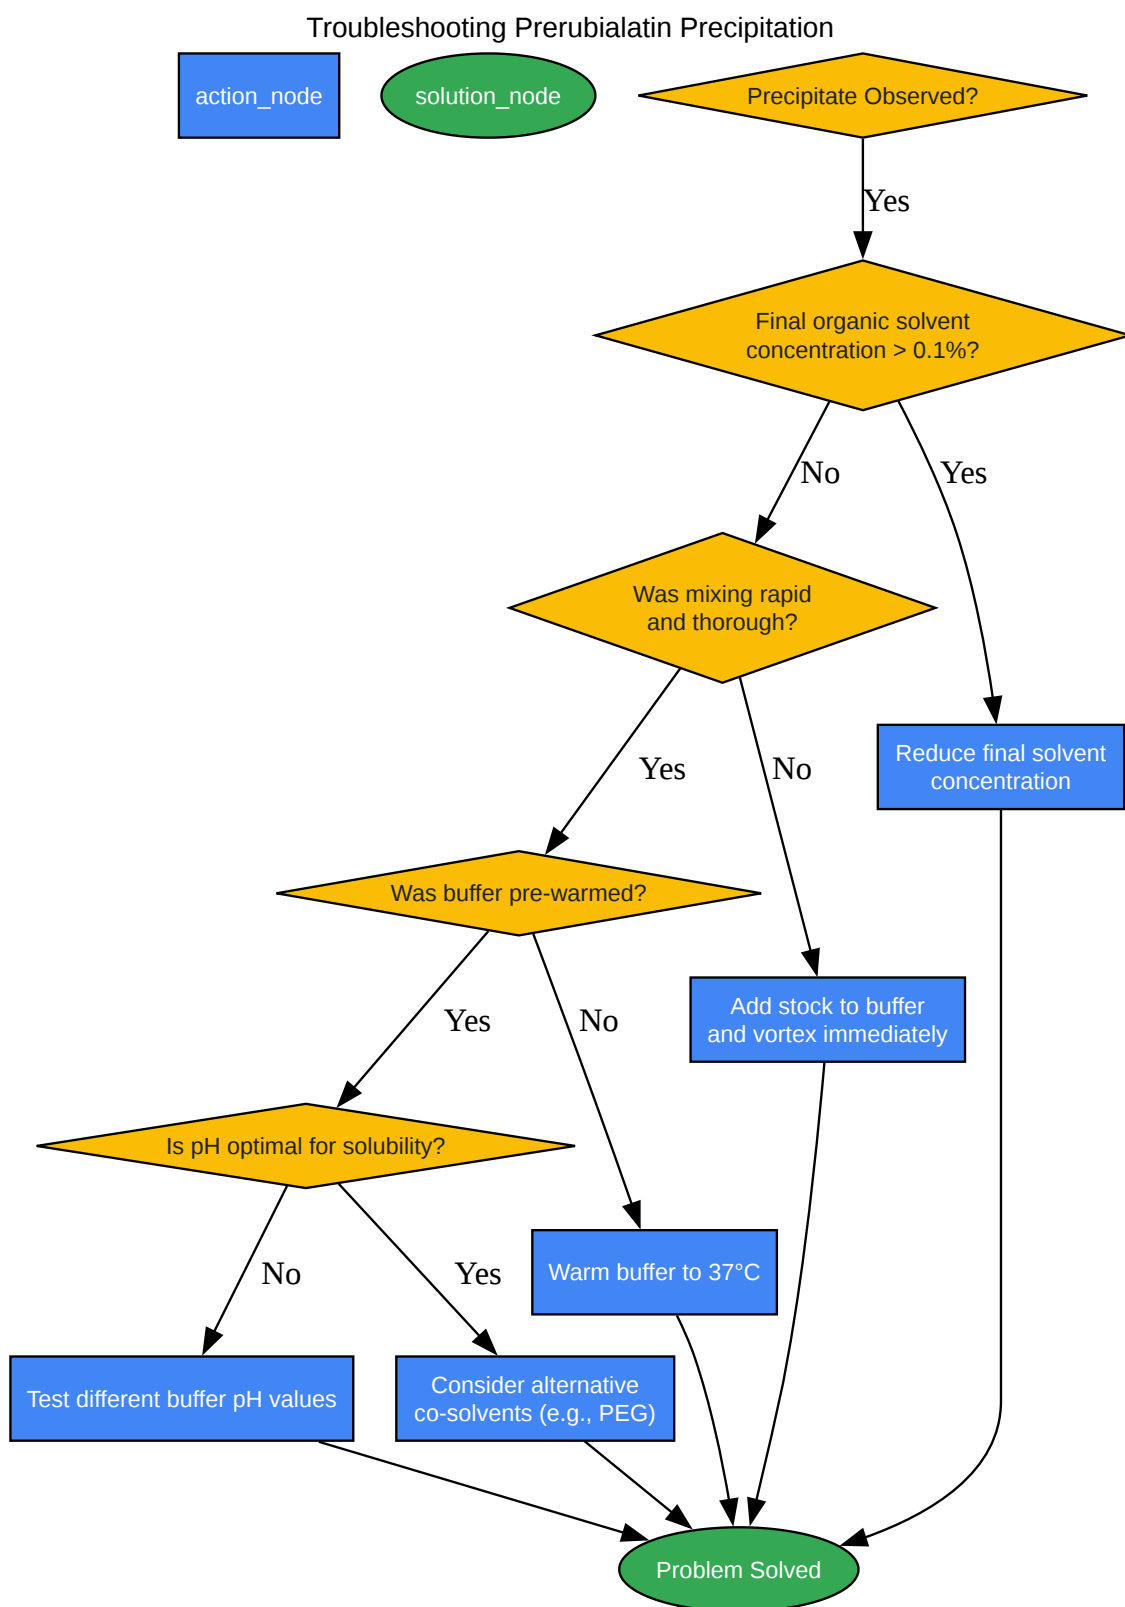 Troubleshooting Prerubialatin Precipitation
action_node
solution_node
Precipitate Observed?
Yes
Final organic solvent
concentration > 0.1%?
No
Yes
Was mixing rapid
and thorough?
Reduce final solvent
concentration
Yes
No
Was buffer pre-warmed?
Add stock to buffer
and vortex immediately
Yes
No
Is pH optimal for solubility?
Warm buffer to 37°C
No
Yes
Test different buffer pH values
Consider alternative
co-solvents (e.g., PEG)
Problem Solved